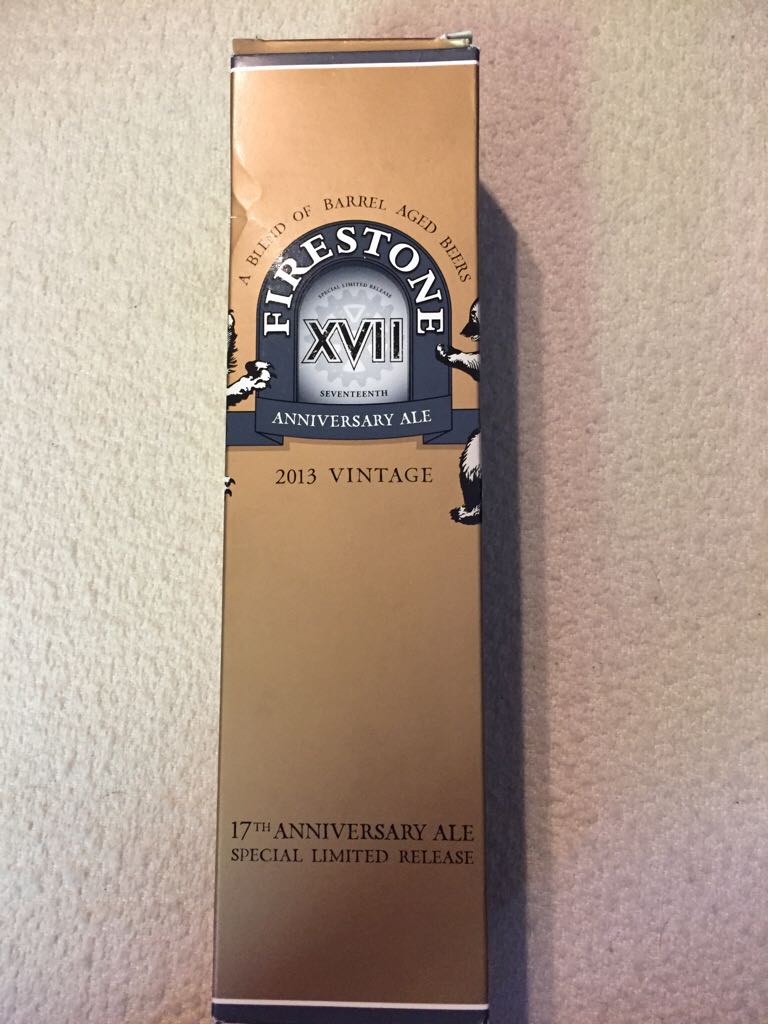 A BLEND OF BARREL AGED BEERS
FIRESTONE
SPECIAL LIMITED RELEASE
XVII
SEVENTEENTH
ANNIVERSARY ALE
2013 VINTAGE
17TH ANNIVERSARY ALE
SPECIAL LIMITED RELEASE